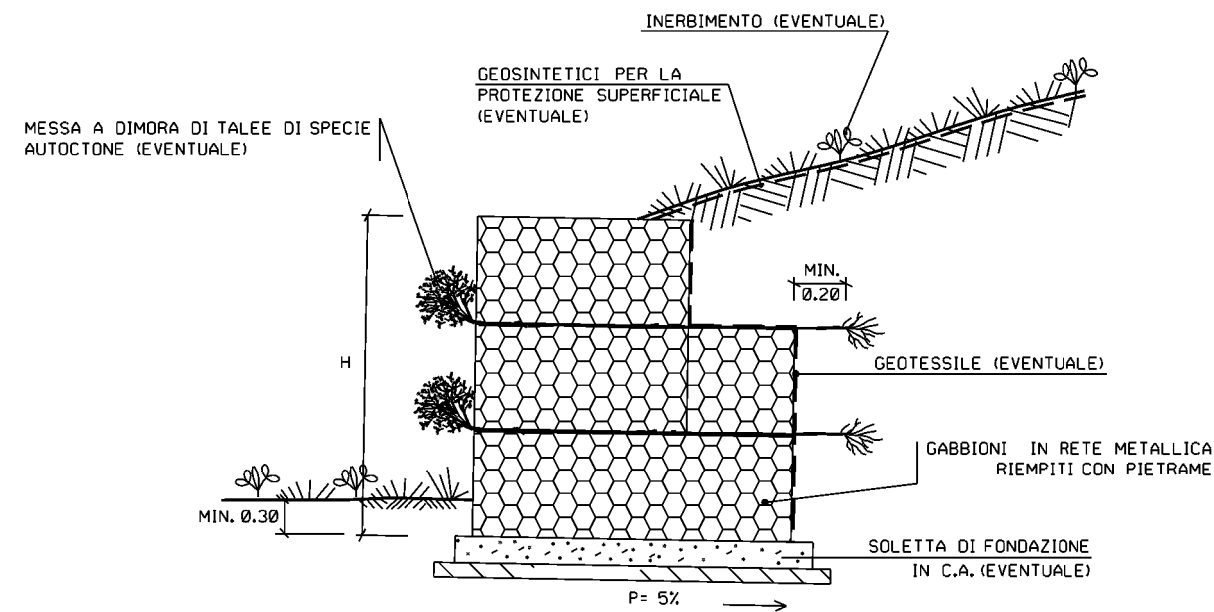 INERBIMENTO (EVENTUALE)
GEOSINTETICI PER LA
PROTEZIONE SUPERFICIALE
(EVENTUALE)
MESSA A DIMORA DI TALEE DI SPECIE
AUTOCTONE (EVENTUALE)
MIN.
0.20
H
GEOTESSILE (EVENTUALE)
GABBIONI IN RETE METALLICA
RIEMPITI CON PIETRAME
MIN. 0.30
SOLETTA DI FONDAZIONE
IN C.A. (EVENTUALE)
P= 5%